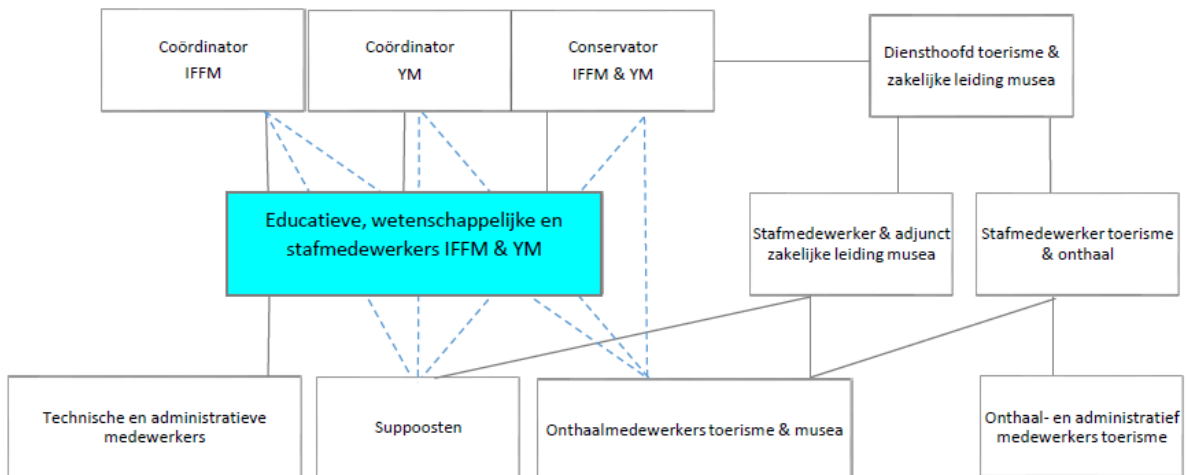 Coördinator
IFFM
Coördinator
YM
Conservator
IFFM & YM
Diensthoofd toerisme &
zakelijke leiding musea
Educatieve, wetenschappelijke en
stafmedewerkers IFFM & YM
Stafmedewerker & adjunct
zakelijke leiding musea
Stafmedewerker toerisme
& onthaal
Technische en administratieve
medewerkers
Suppoosten
Onthaalmedewerkers toerisme & musea
Onthaal- en administratief
medewerkers toerisme